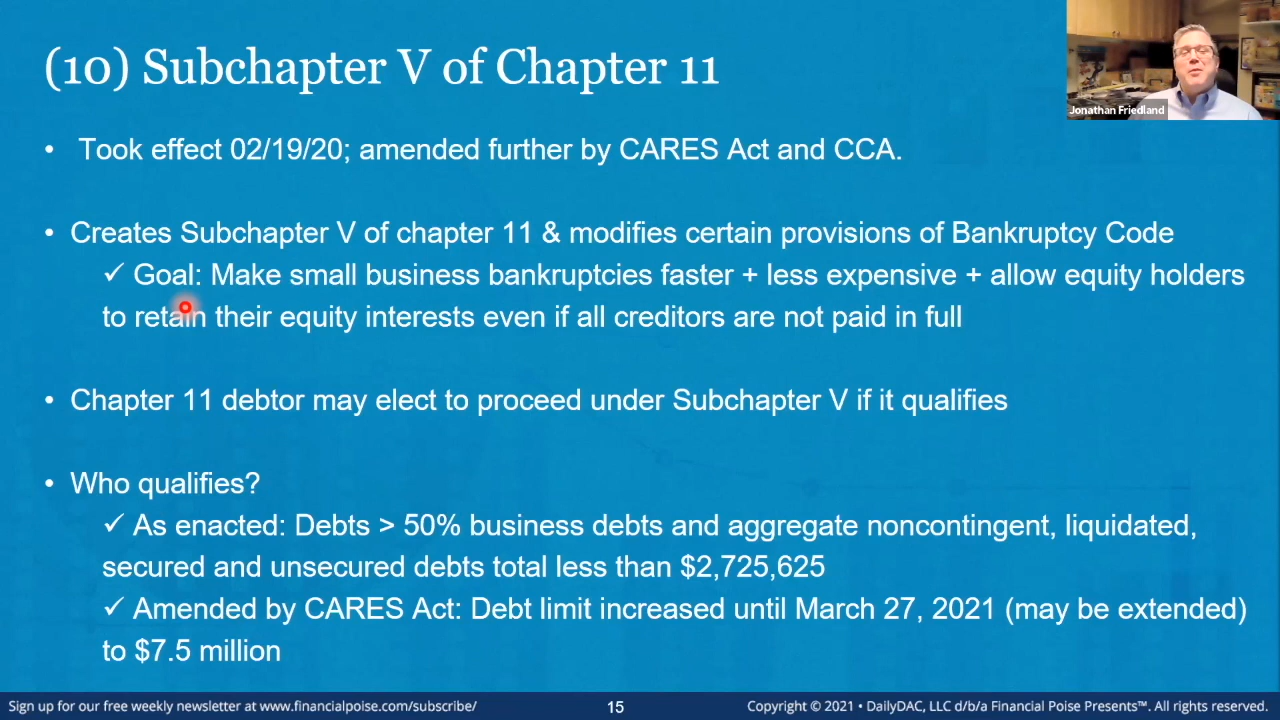 (10) Subchapter V of Chapter 11
Jonathan Friedland
• Took effect 02/19/20; amended further by CARES Act and CCA.
• Creates Subchapter V of chapter 11 & modifies certain provisions of Bankruptcy Code
✓ Goal: Make small business bankruptcies faster + less expensive + allow equity holders
to retain their equity interests even if all creditors are not paid in full
• Chapter 11 debtor may elect to proceed under Subchapter V if it qualifies
• Who qualifies?
✓ As enacted: Debts > 50% business debts and aggregate noncontingent, liquidated,
secured and unsecured debts total less than $2,725,625
✓ Amended by CARES Act: Debt limit increased until March 27, 2021 (may be extended)
to $7.5 million
Sign up for our free weekly newsletter at www.financialpoise.com/subscribe/
15
Copyright © 2021 • DailyDAC, LLC d/b/a Financial Poise Presents™. All rights reserved.